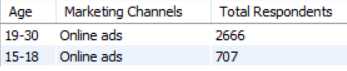 Age Marketing Channels Total Respondents
19-30 Online ads 2666
15-18 Online ads 707